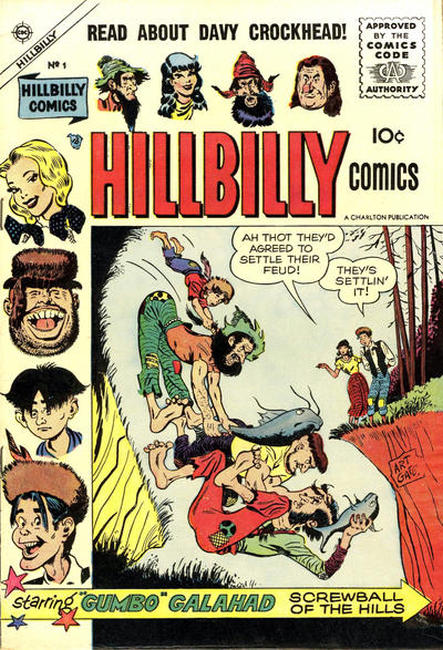 CDC
HILLBILLY
READ ABOUT DAVY CROCKHEAD!
APPROVED
BY THE
COMICS
CODE
AUTHORITY
Nº 1
HILLBILLY
COMICS
HILLBILLY
COMICS
10¢
A CHARLTON PUBLICATION
AH THOT THEY'D
AGREED TO
SETTLE THEIR
FEUD!
THEY'S
SETTLIN'
IT!
ART
GATES
starring "GUMBO" GALAHAD
SCREWBALL
OF THE HILLS